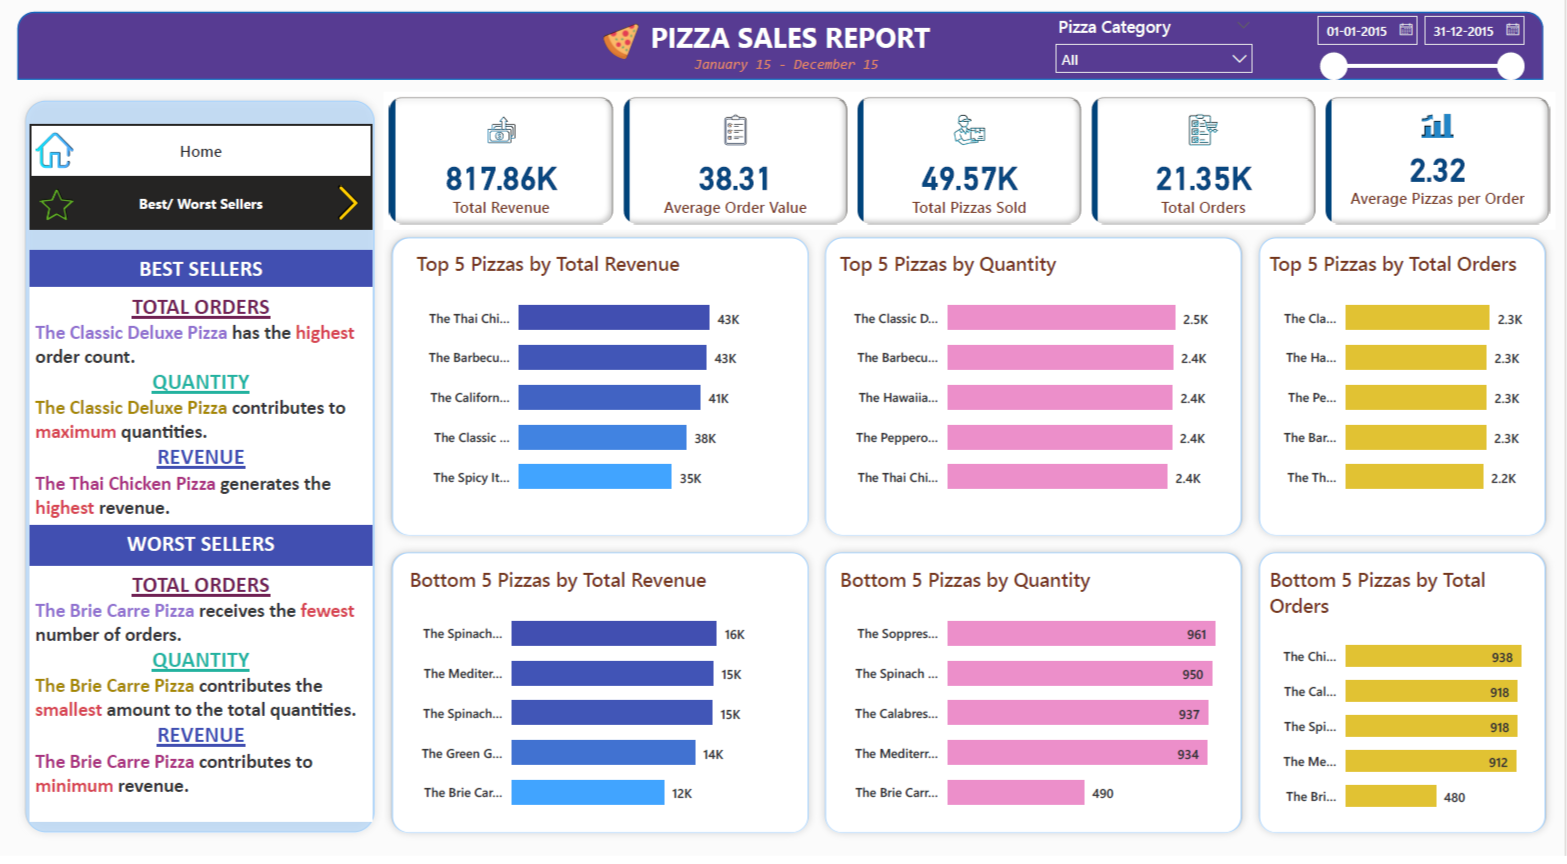 PIZZA SALES REPORT
January 15 - December 15
Pizza Category
All
01-01-2015
31-12-2015
Home
Best/ Worst Sellers
BEST SELLERS
TOTAL ORDERS
The Classic Deluxe Pizza has the highest
order count.
QUANTITY
The Classic Deluxe Pizza contributes to
maximum quantities.
REVENUE
The Thai Chicken Pizza generates the
highest revenue.
WORST SELLERS
TOTAL ORDERS
The Brie Carre Pizza receives the fewest
number of orders.
QUANTITY
The Brie Carre Pizza contributes the
smallest amount to the total quantities.
REVENUE
The Brie Carre Pizza contributes to
minimum revenue.
817.86K
Total Revenue
38.31
Average Order Value
49.57K
Total Pizzas Sold
21.35K
Total Orders
2.32
Average Pizzas per Order
Top 5 Pizzas by Total Revenue
The Thai Chi... 43K
The Barbecu... 43K
The Californ... 41K
The Classic ... 38K
The Spicy It... 35K
Top 5 Pizzas by Quantity
The Classic D... 2.5K
The Barbecu... 2.4K
The Hawaiia... 2.4K
The Peppero... 2.4K
The Thai Chi... 2.4K
Top 5 Pizzas by Total Orders
The Cla... 2.3K
The Ha... 2.3K
The Pe... 2.3K
The Bar... 2.3K
The Th... 2.2K
Bottom 5 Pizzas by Total Revenue
The Spinach... 16K
The Mediter... 15K
The Spinach... 15K
The Green G... 14K
The Brie Car... 12K
Bottom 5 Pizzas by Quantity
The Soppres... 961
The Spinach ... 950
The Calabres... 937
The Mediterr... 934
The Brie Carr... 490
Bottom 5 Pizzas by Total
Orders
The Chi... 938
The Cal... 918
The Spi... 918
The Me... 912
The Bri... 480